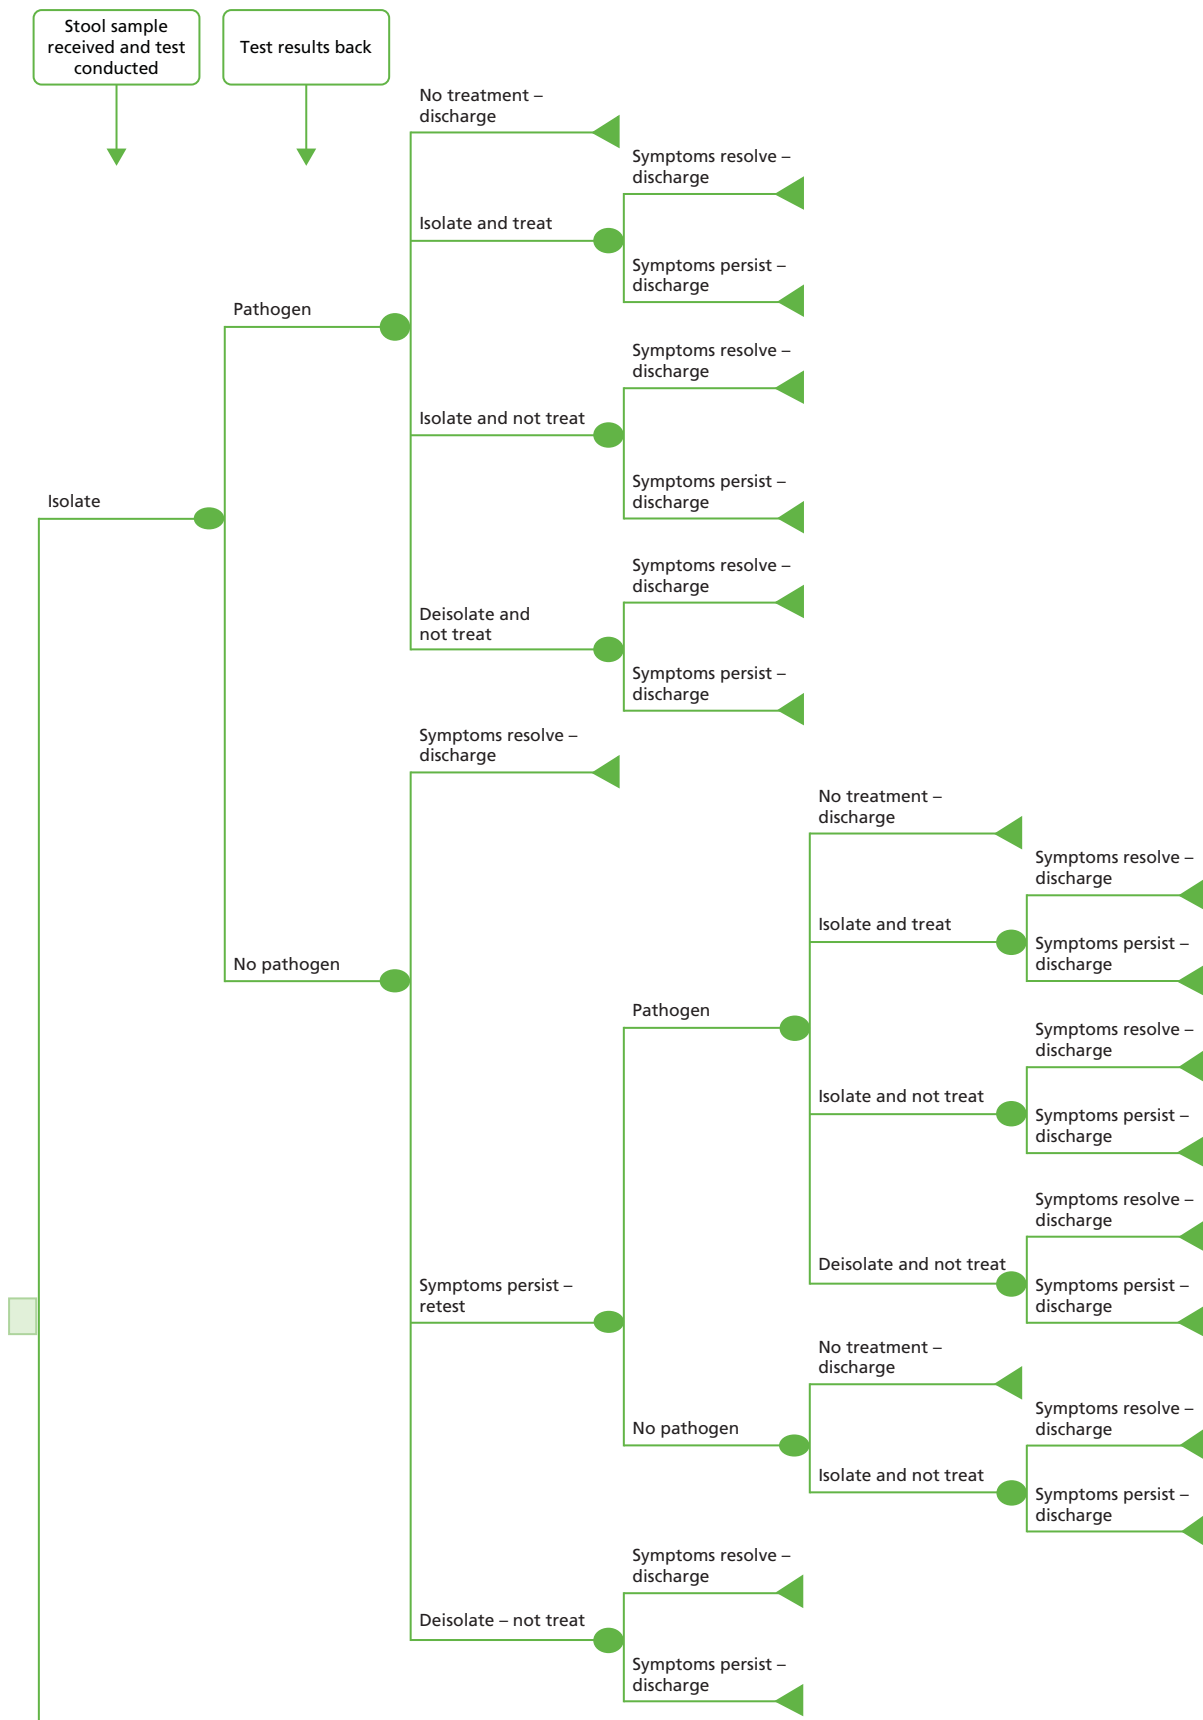 Stool sample
received and test
conducted
Test results back
No treatment –
discharge
Symptoms resolve –
discharge
Isolate and treat
Symptoms persist –
discharge
Pathogen
Symptoms resolve –
discharge
Isolate and not treat
Symptoms persist –
discharge
Isolate
Symptoms resolve –
discharge
Deisolate and
not treat
Symptoms persist –
discharge
Symptoms resolve –
discharge
No treatment –
discharge
Symptoms resolve –
discharge
Isolate and treat
Symptoms persist –
discharge
No pathogen
Pathogen
Symptoms resolve –
discharge
Isolate and not treat
Symptoms persist –
discharge
Symptoms resolve –
discharge
Deisolate and not treat
Symptoms persist –
discharge
Symptoms persist –
retest
No treatment –
discharge
Symptoms resolve –
discharge
No pathogen
Isolate and not treat
Symptoms persist –
discharge
Symptoms resolve –
discharge
Deisolate – not treat
Symptoms persist –
discharge